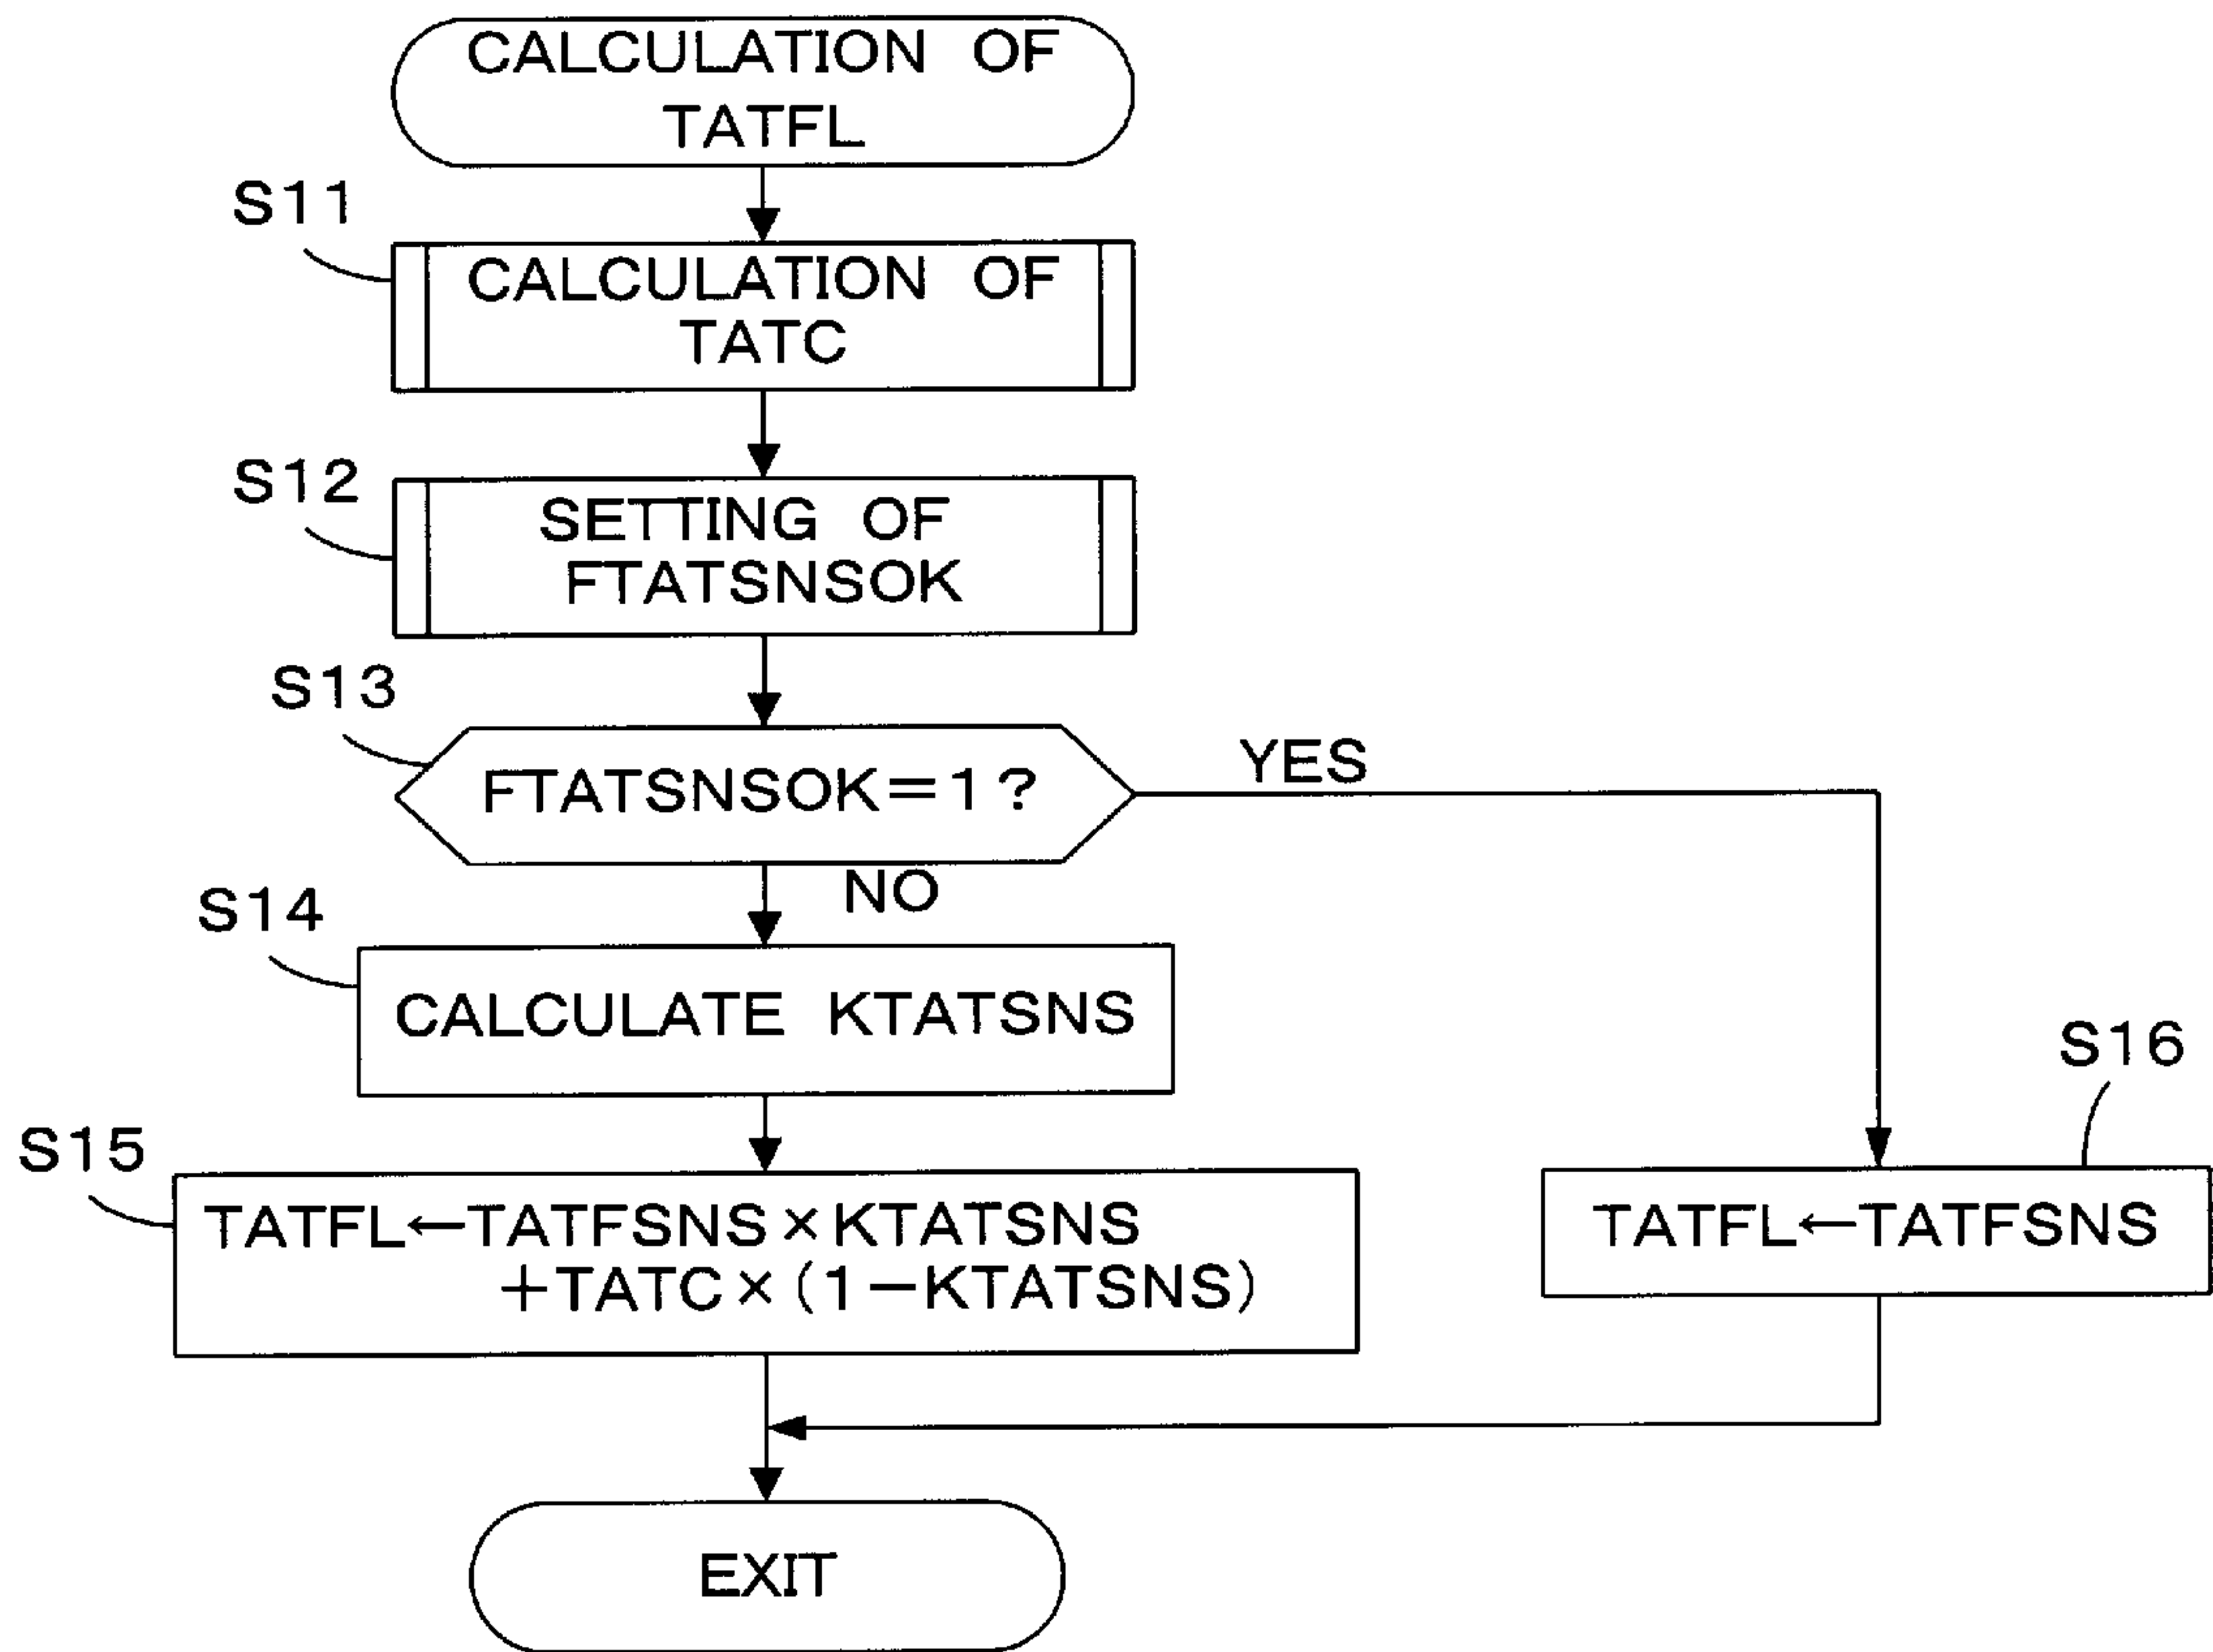 CALCULATION OF
TATFL
S11
CALCULATION OF
TATC
S12
SETTING OF
FTATSNSOK
S13
FTATSNSOK=1?
YES
NO
S14
CALCULATE KTATSNS
S15
TATFL←TATFSNS×KTATSNS
+TATC×(1−KTATSNS)
S16
TATFL←TATFSNS
EXIT